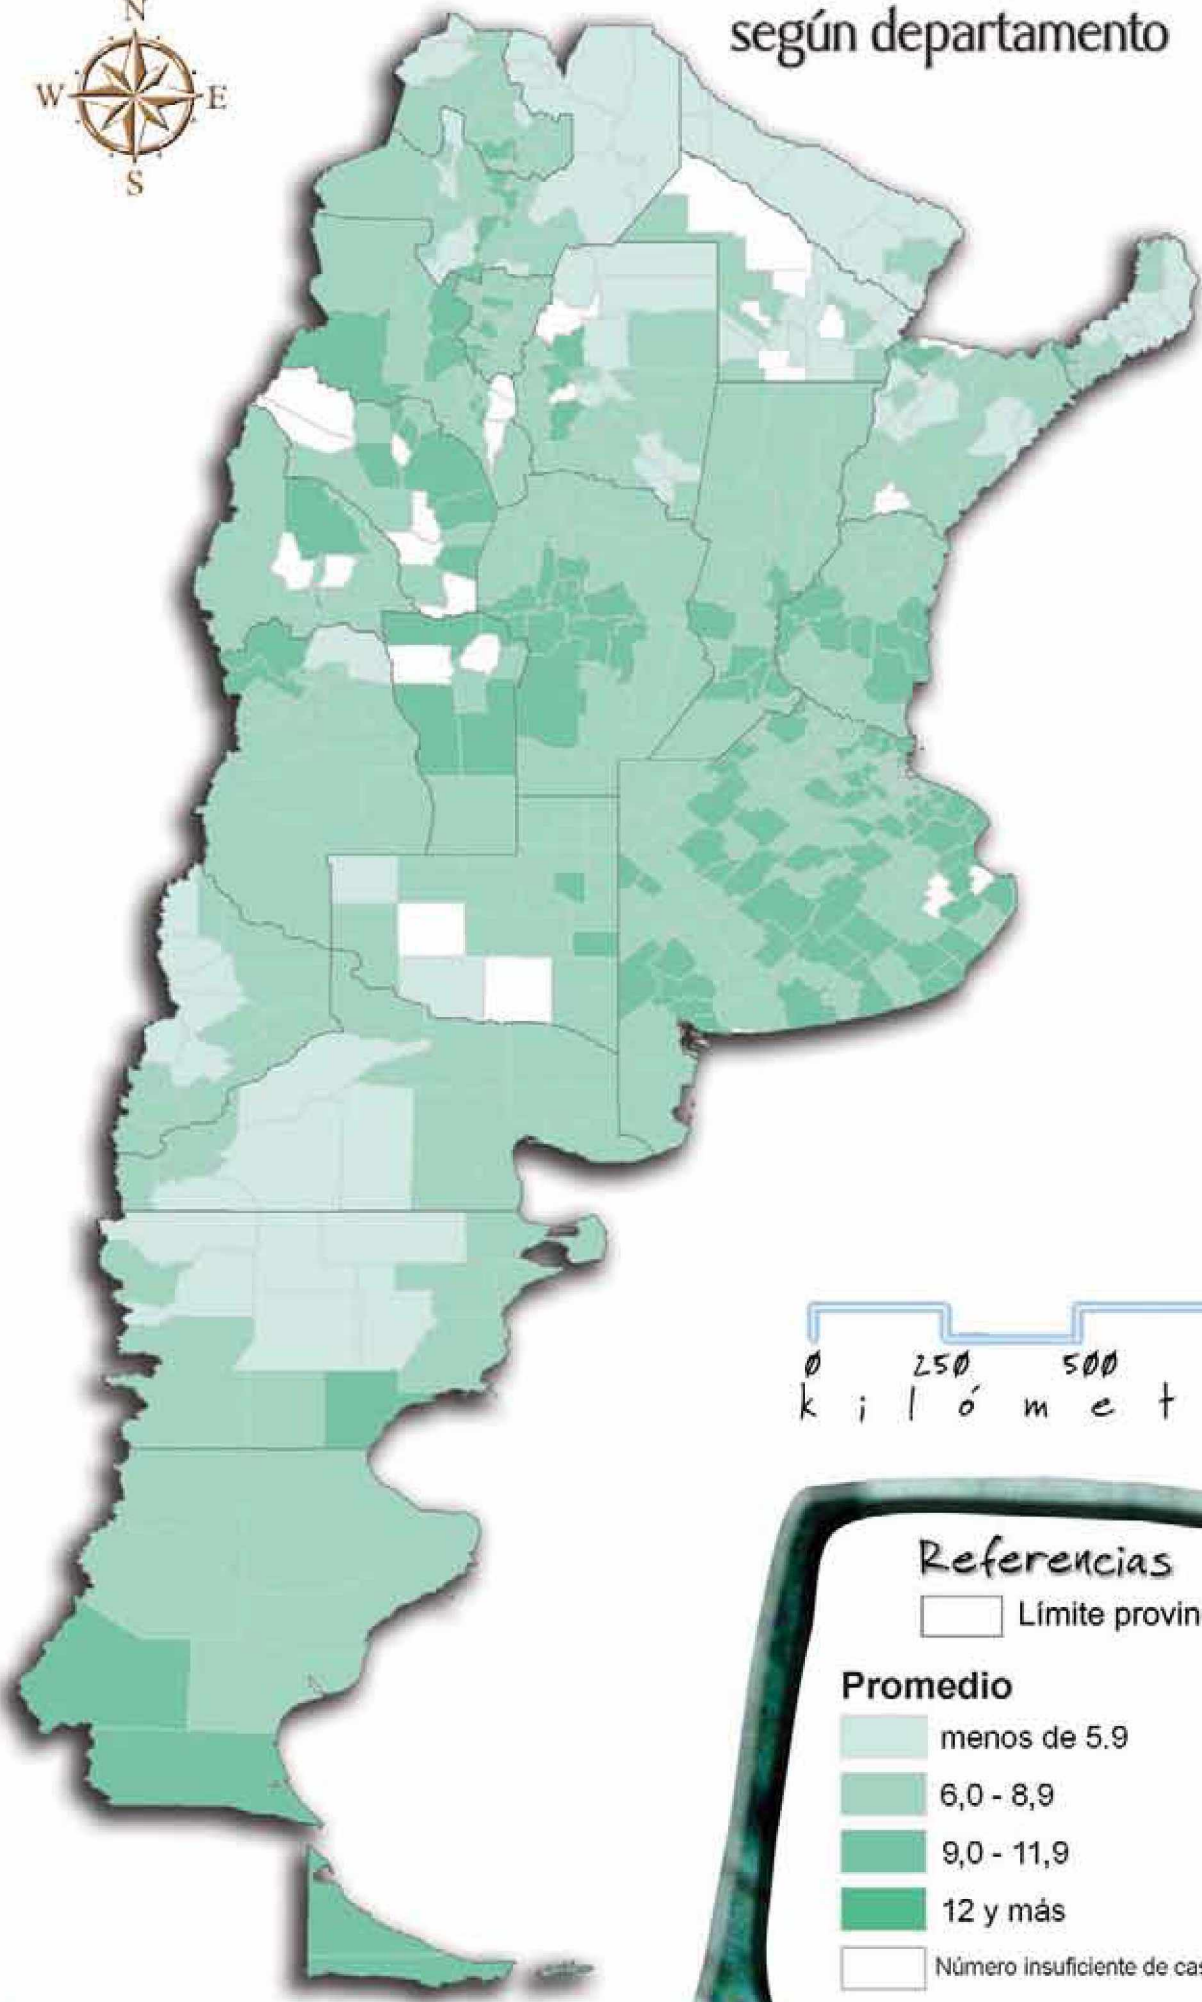 N
según departamento
W E
S
0 250 500
k i l ó m e t
Referencias
Límite provin
Promedio
menos de 5.9
6,0 - 8,9
9,0 - 11,9
12 y más
Número insuficiente de cas